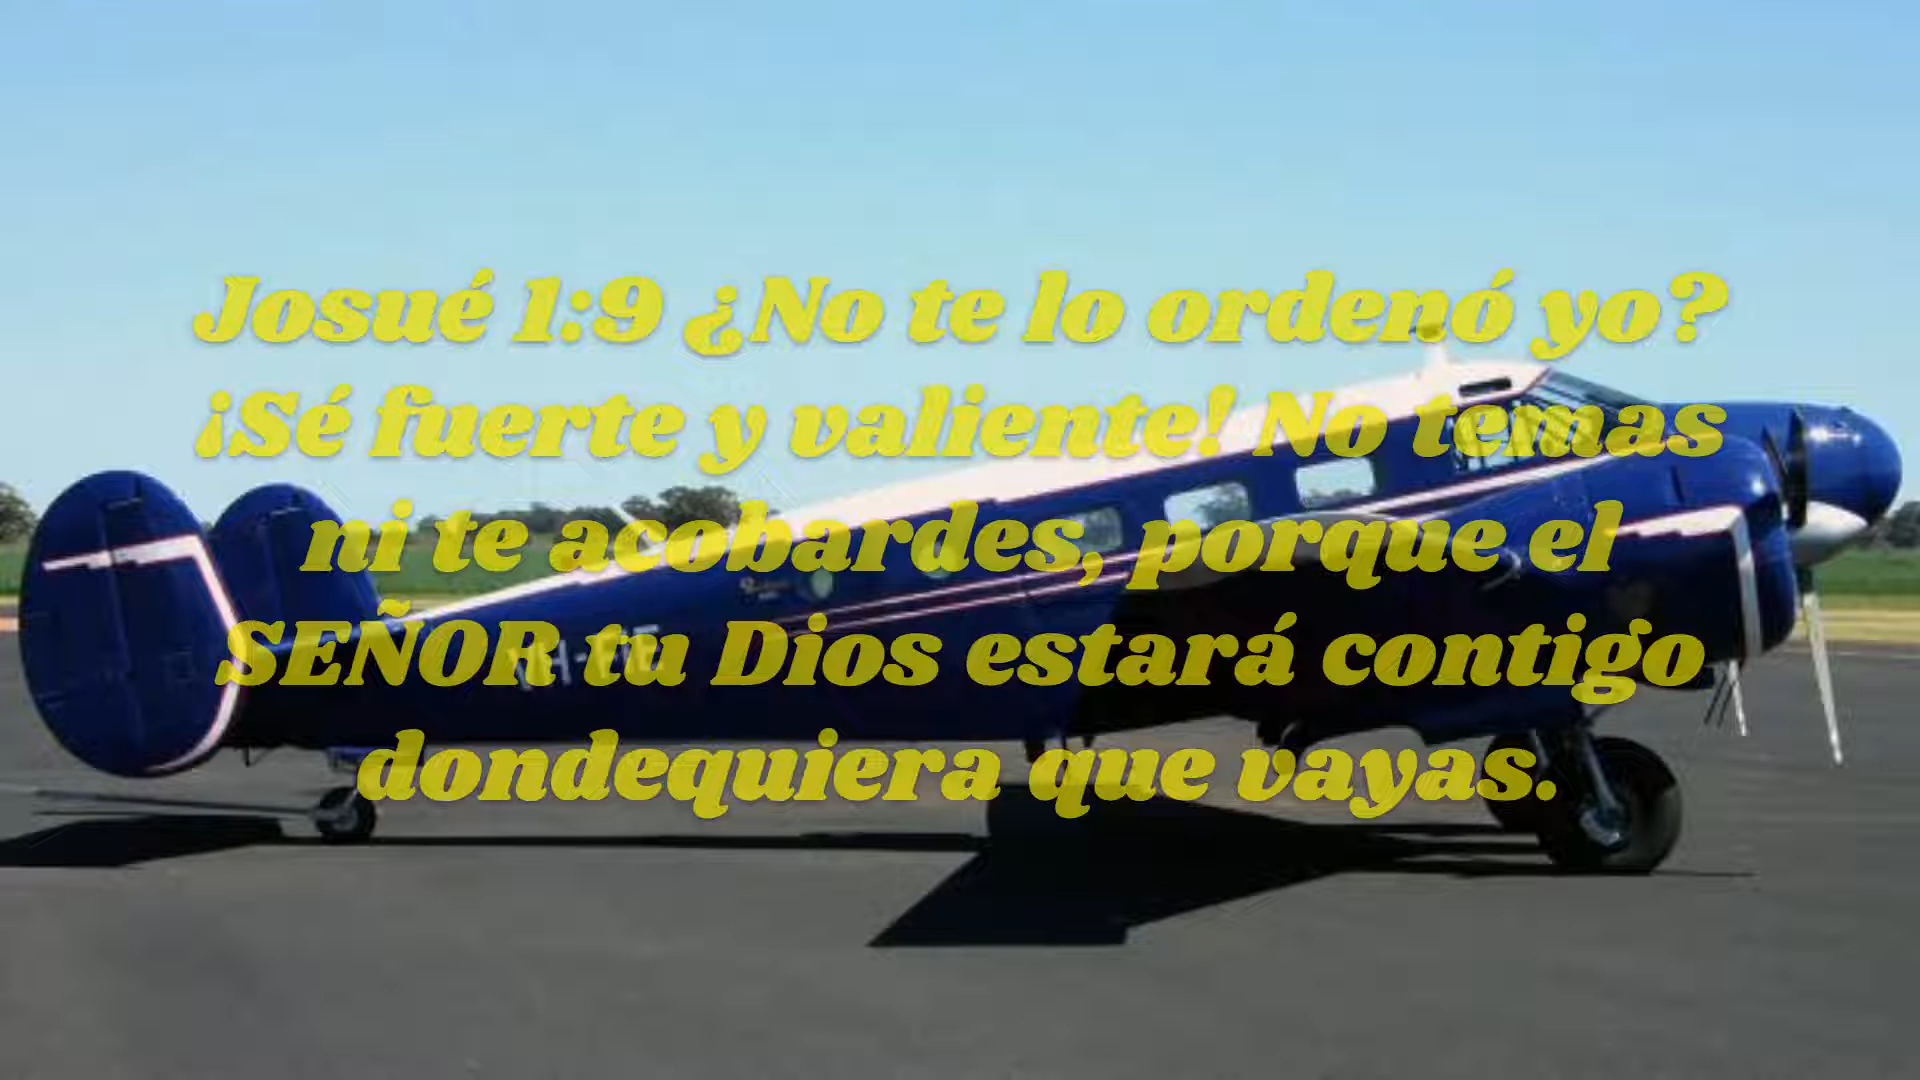 Josué 1:9 ¿No te lo ordenó yo?
¡Sé fuerte y valiente! No temas
ni te acobardes, porque el
SEÑOR tu Dios estará contigo
dondequiera que vayas.